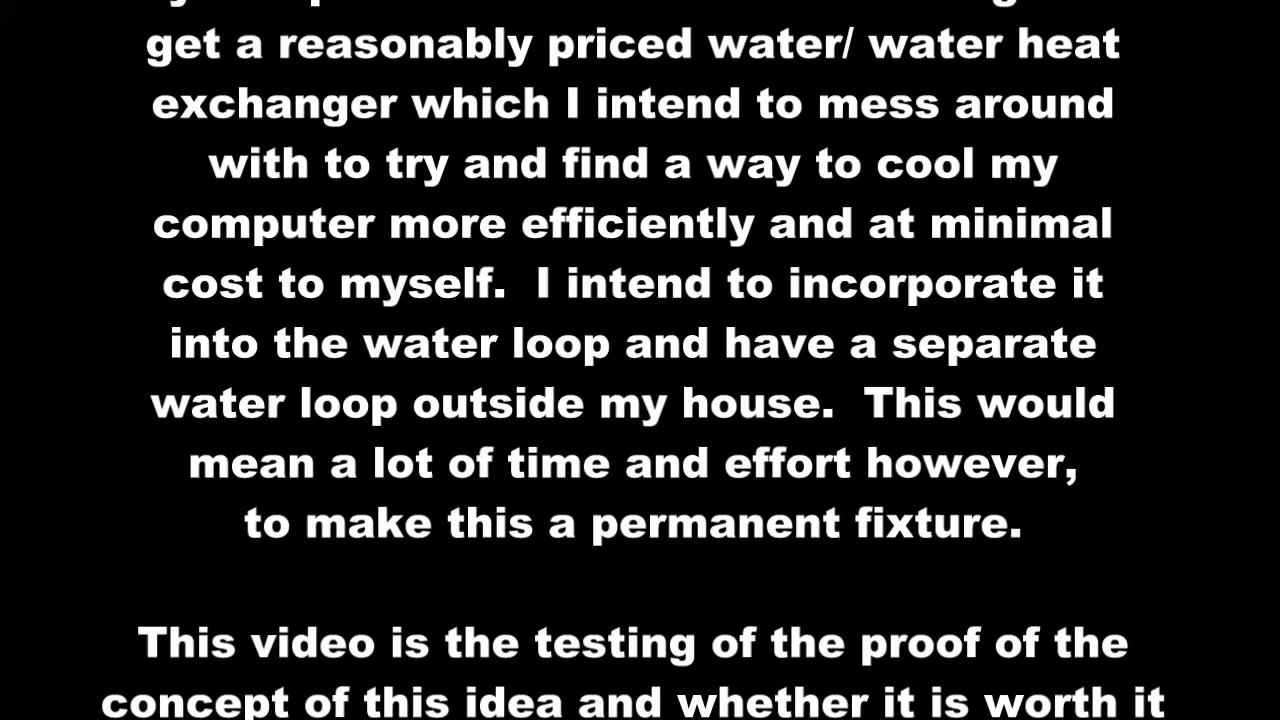 get a reasonably priced water/ water heat
exchanger which I intend to mess around
with to try and find a way to cool my
computer more efficiently and at minimal
cost to myself.  I intend to incorporate it
into the water loop and have a separate
water loop outside my house.  This would
mean a lot of time and effort however,
to make this a permanent fixture.
This video is the testing of the proof of the
concept of this idea and whether it is worth it